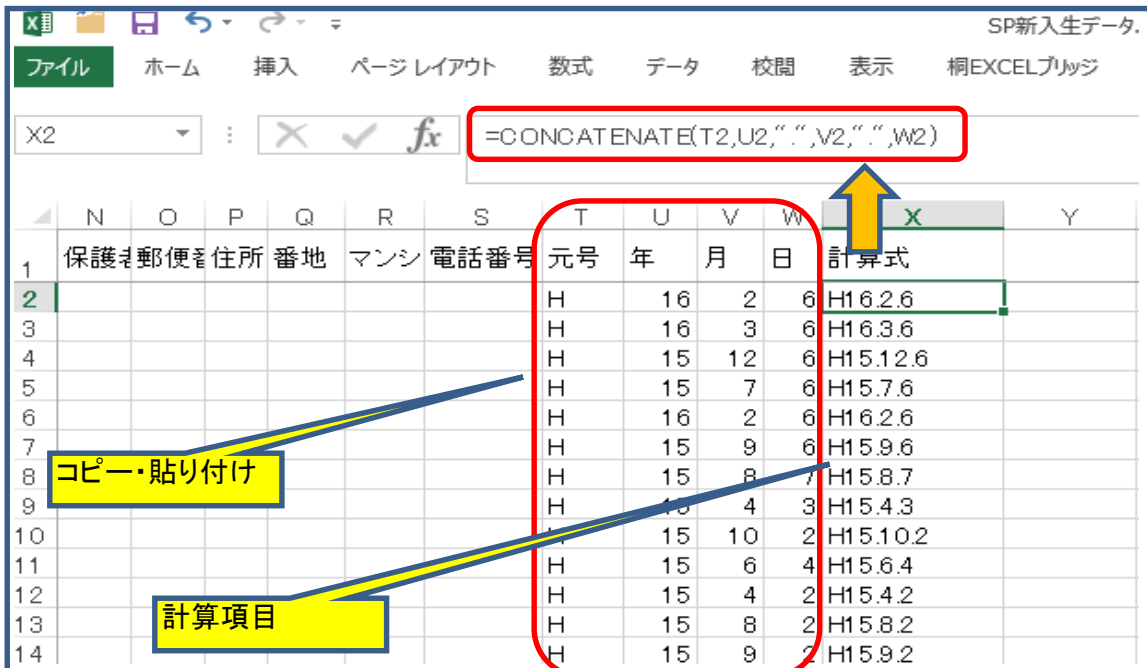 SP新入生データ.
ファイル ホーム 挿入 ページ レイアウト 数式 データ 校閲 表示 桐EXCELブリッジ
X2 fx =CONCATENATE(T2,U2,“.“,V2,“.“,W2)
N O P Q R S T U V W X Y
1 保護者 郵便番 住所 番地 マンシ 電話番号 元号 年 月 日 計算式
2 H 16 2 6 H16.2.6
3 H 16 3 6 H16.3.6
4 H 15 12 6 H15.12.6
5 H 15 7 6 H15.7.6
6 H 16 2 6 H16.2.6
7 H 15 9 6 H15.9.6
コピー・貼り付け
8 H 15 8 7 H15.8.7
9 H 15 4 3 H15.4.3
10 H 15 10 2 H15.10.2
11 H 15 6 4 H15.6.4
12 H 15 4 2 H15.4.2
計算項目
13 H 15 8 2 H15.8.2
14 H 15 9 2 H15.9.2